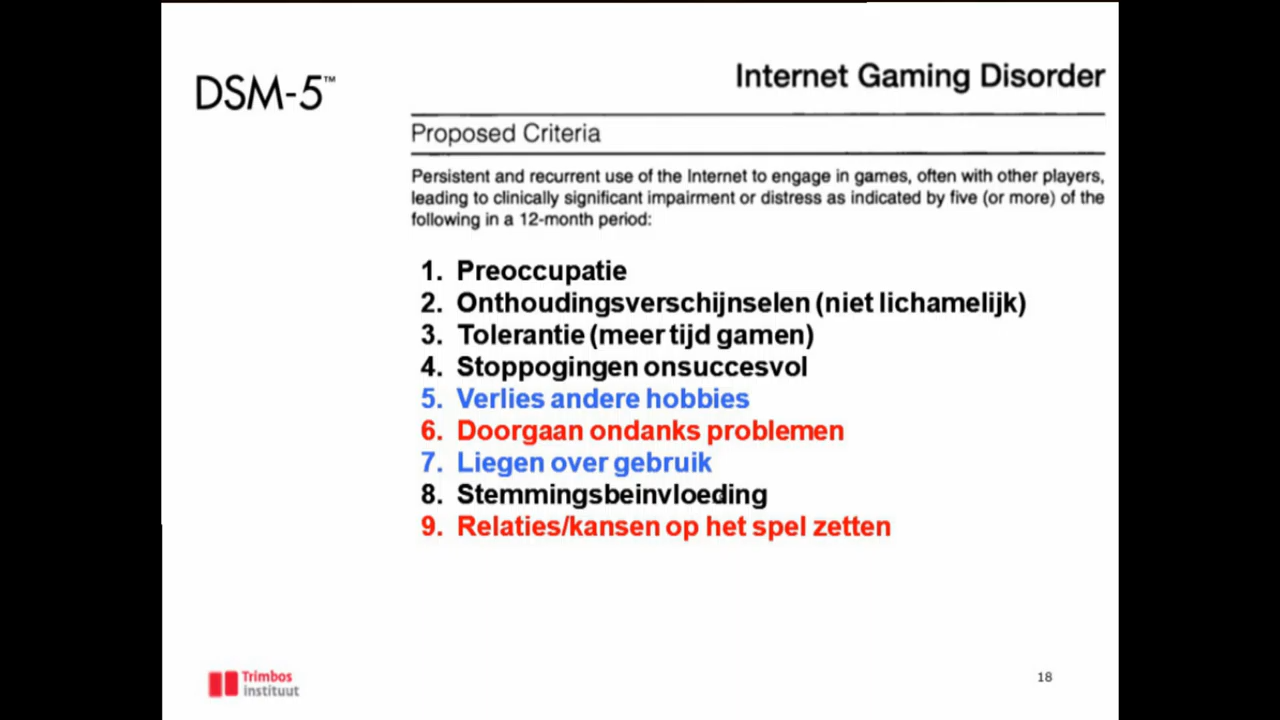 DSM-5™
Internet Gaming Disorder
Proposed Criteria
Persistent and recurrent use of the Internet to engage in games, often with other players,
leading to clinically significant impairment or distress as indicated by five (or more) of the
following in a 12-month period:
1. Preoccupatie
2. Onthoudingsverschijnselen (niet lichamelijk)
3. Tolerantie (meer tijd gamen)
4. Stoppogingen onsuccesvol
5. Verlies andere hobbies
6. Doorgaan ondanks problemen
7. Liegen over gebruik
8. Stemmingsbeinvloeding
9. Relaties/kansen op het spel zetten
Trimbos
instituut
18